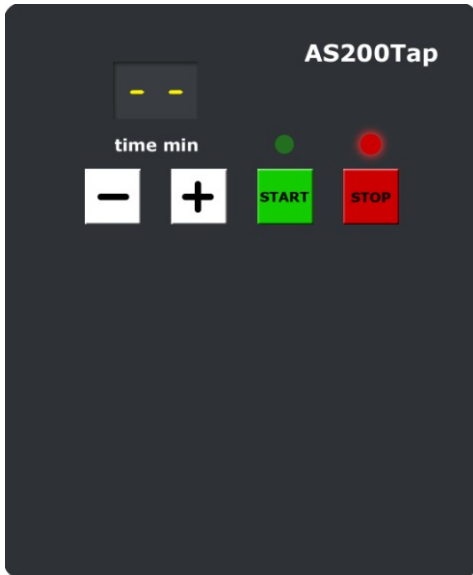 AS200Tap
- -
time min
− +
START STOP